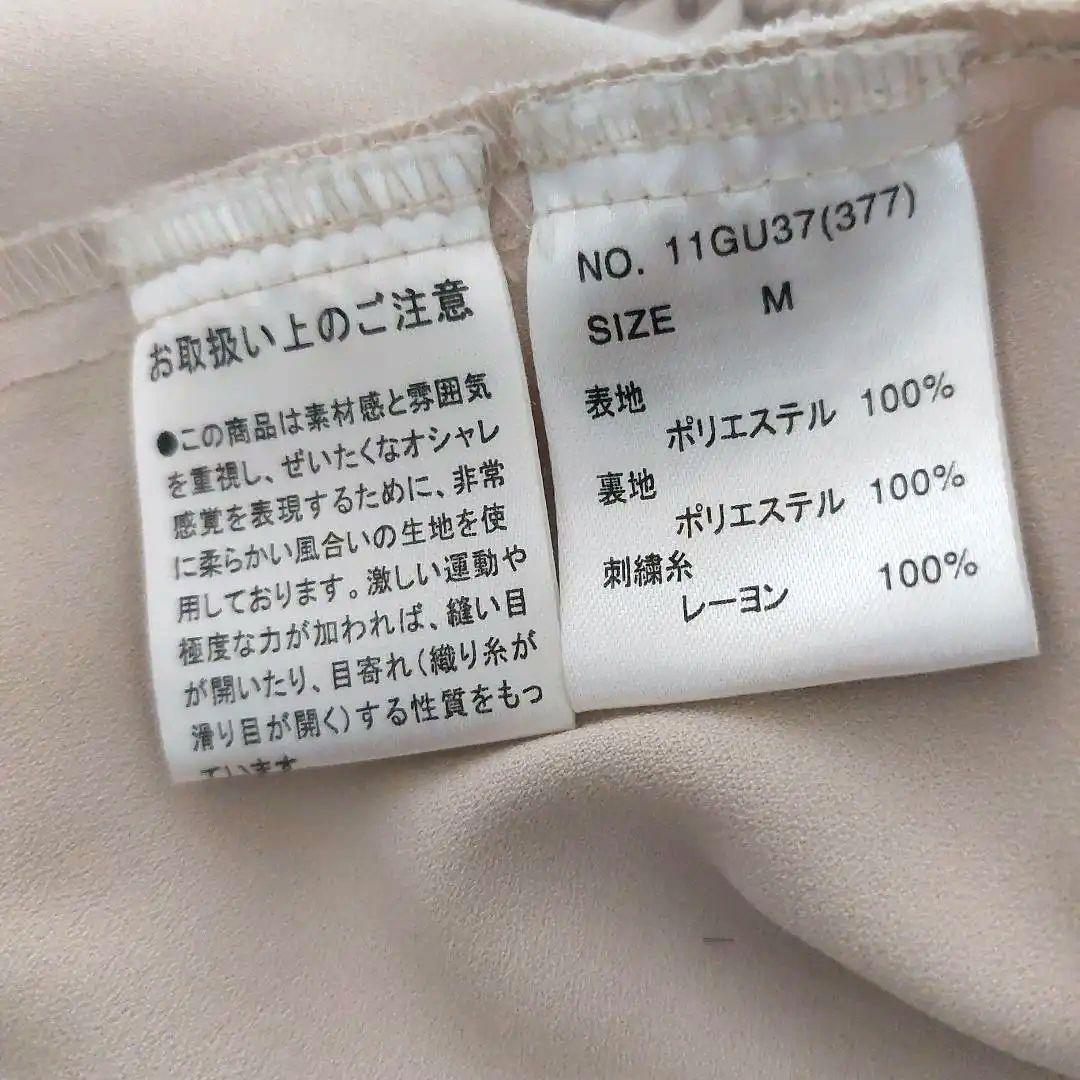 お取扱い上のご注意
●この商品は素材感と雰囲気
を重視し、ぜいたくなオシャレ
感覚を表現するために、非常
に柔らかい風合いの生地を使
用しております。激しい運動や
極度な力が加われば、縫い目
が開いたり、目寄れ(織り糸が
滑り目が開く)する性質をもっ
ています
NO. 11GU37(377)
SIZE M
表地
ポリエステル 100%
裏地
ポリエステル 100%
刺繍糸
レーヨン 100%